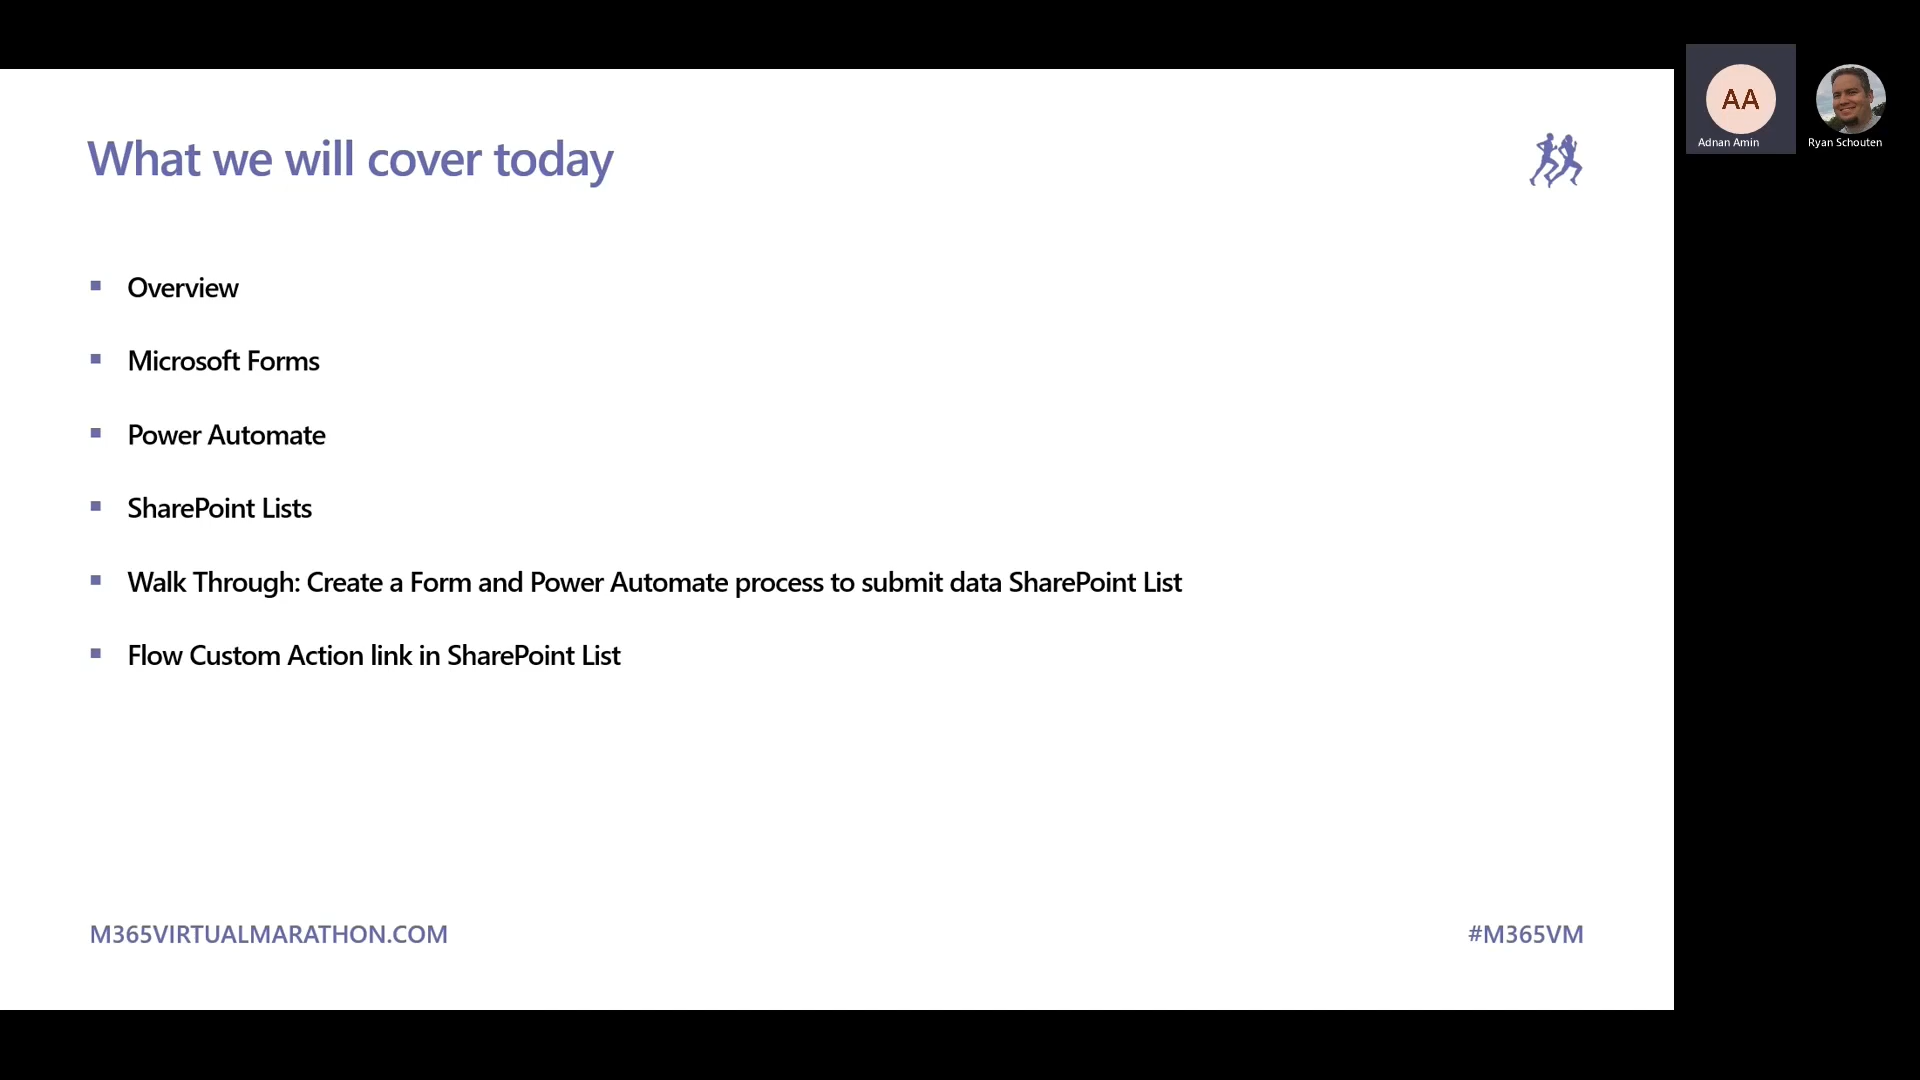 What we will cover today
Overview
Microsoft Forms
Power Automate
SharePoint Lists
Walk Through: Create a Form and Power Automate process to submit data SharePoint List
Flow Custom Action link in SharePoint List
M365VIRTUALMARATHON.COM
#M365VM
AA
Adnan Amin
Ryan Schouten